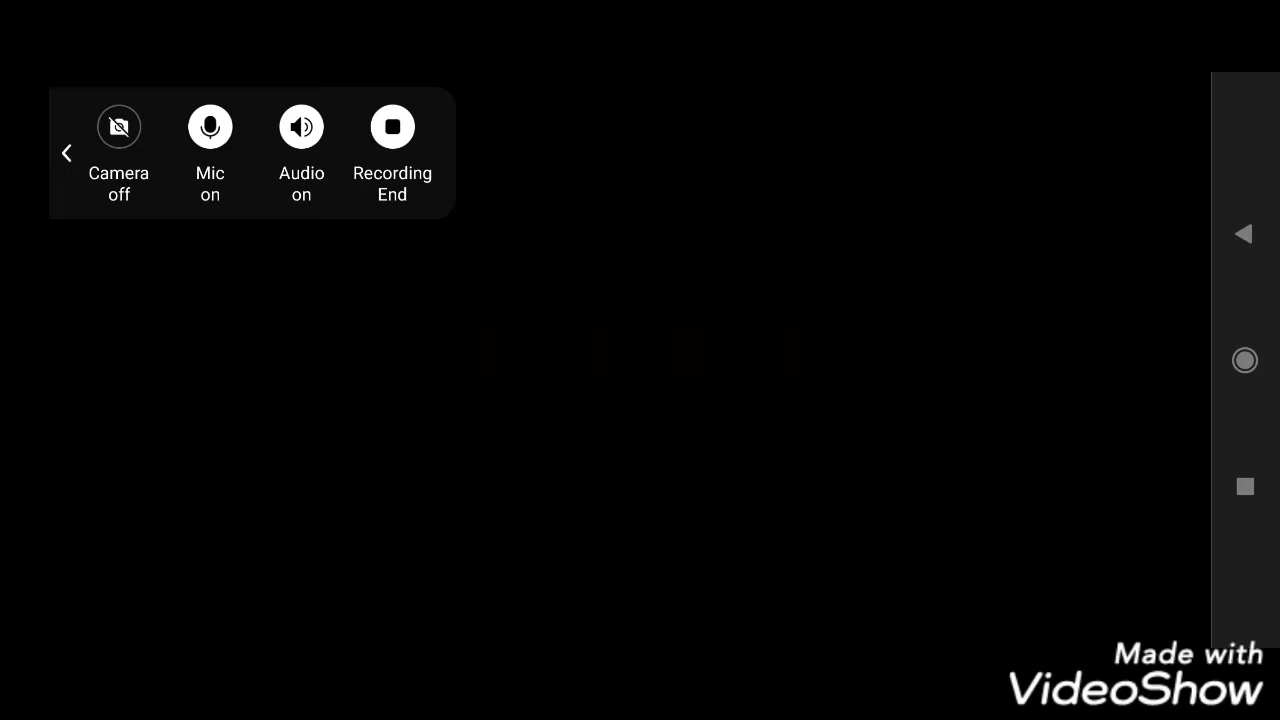 Camera
off
Mic
on
Audio
on
Recording
End
Made with
VideoShow